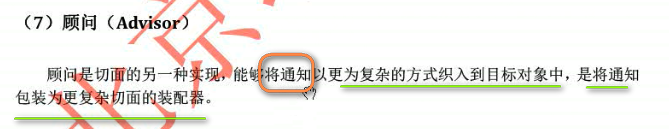 （7）顾问（Advisor）
顾问是切面的另一种实现，能够将通知以更为复杂的方式织入到目标对象中，是将通知
包装为更复杂切面的装配器。
北京